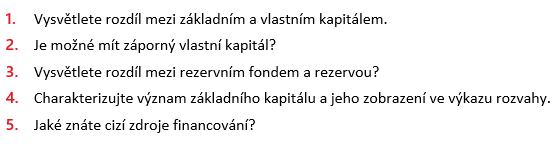 1. Vysvětlete rozdíl mezi základním a vlastním kapitálem.
2. Je možné mít záporný vlastní kapitál?
3. Vysvětlete rozdíl mezi rezervním fondem a rezervou?
4. Charakterizujte význam základního kapitálu a jeho zobrazení ve výkazu rozvahy.
5. Jaké znáte cizí zdroje financování?